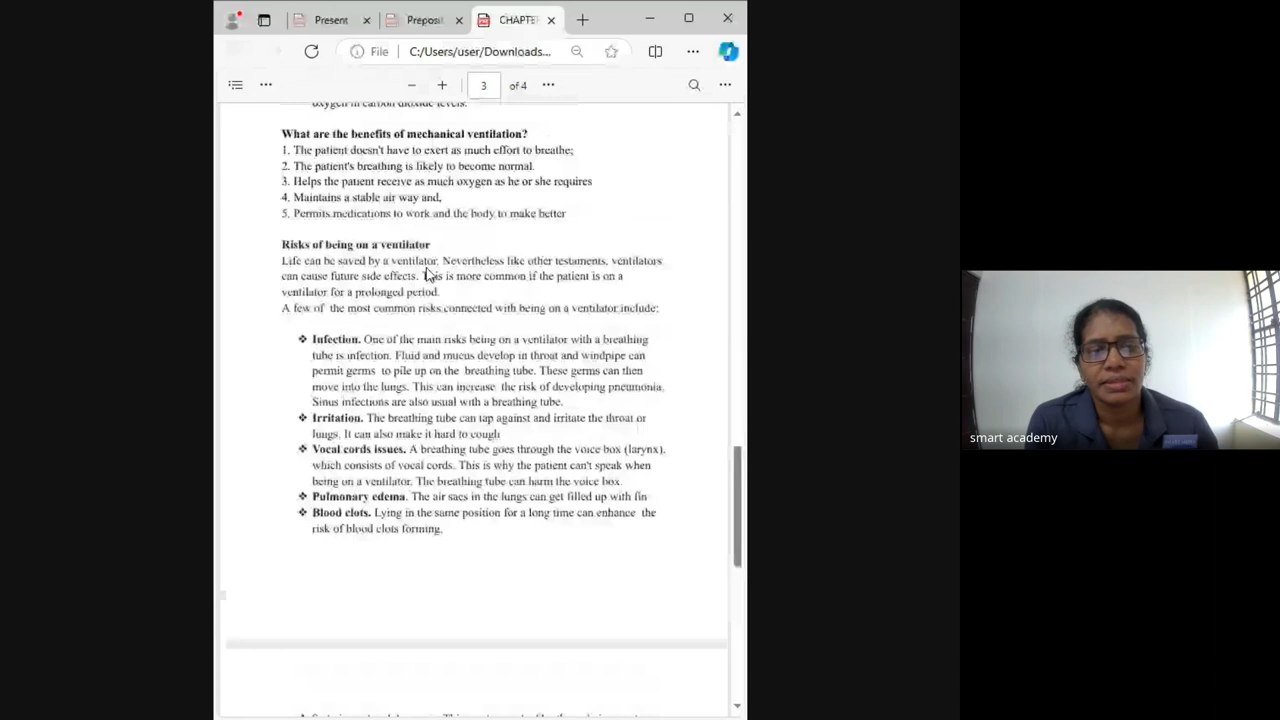 Present
Preposit
CHAPTE
File
C:/Users/user/Downloads...
3
of 4
oxygen in carbon dioxide levels.
What are the benefits of mechanical ventilation?
1. The patient doesn't have to exert as much effort to breathe;
2. The patient's breathing is likely to become normal.
3. Helps the patient receive as much oxygen as he or she requires
4. Maintains a stable air way and,
5. Permits medications to work and the body to make better
Risks of being on a ventilator
Life can be saved by a ventilator. Nevertheless like other testaments, ventilators
can cause future side effects. This is more common if the patient is on a
ventilator for a prolonged period.
A few of the most common risks connected with being on a ventilator include:
❖ Infection. One of the main risks being on a ventilator with a breathing
tube is infection. Fluid and mucus develop in throat and windpipe can
permit germs to pile up on the breathing tube. These germs can then
move into the lungs. This can increase the risk of developing pneumonia.
Sinus infections are also usual with a breathing tube.
❖ Irritation. The breathing tube can tap against and irritate the throat or
lungs. It can also make it hard to cough
❖ Vocal cords issues. A breathing tube goes through the voice box (larynx),
which consists of vocal cords. This is why the patient can't speak when
being on a ventilator. The breathing tube can harm the voice box.
❖ Pulmonary edema. The air sacs in the lungs can get filled up with
❖ Blood clots. Lying in the same position for a long time can enhance the
risk of blood clots forming.
smart academy